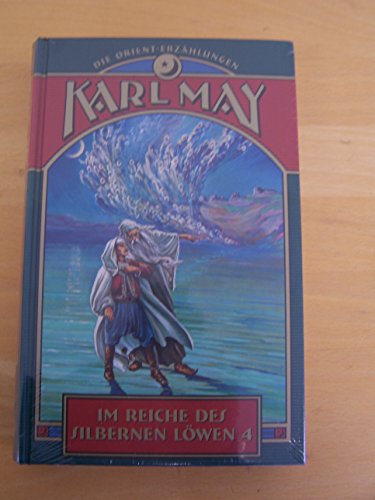 DIE ORIENT-ERZÄHLUNGEN
KARL MAY
IM REICHE DES
SILBERNEN LÖWEN 4